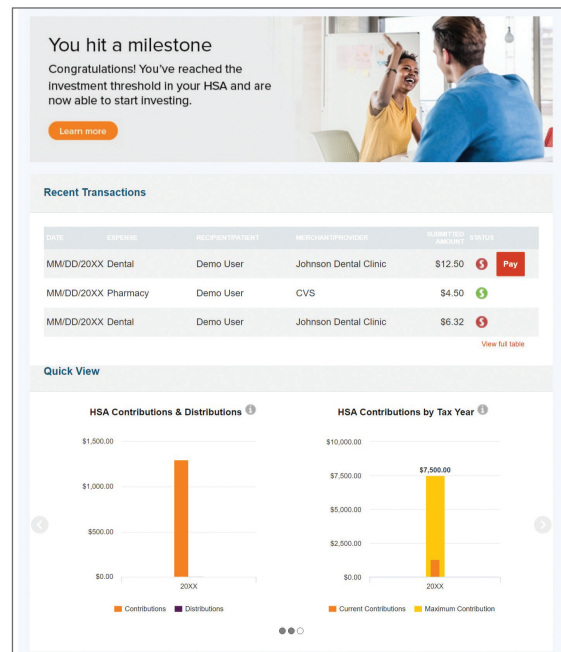 You hit a milestone
Congratulations! You've reached the
investment threshold in your HSA and are
now able to start investing.
Learn more
Recent Transactions
DATE EXPENSE RECIPIENT/PATIENT MERCHANT/PROVIDER SUBMITTED AMOUNT STATUS
MM/DD/20XX Dental Demo User Johnson Dental Clinic $12.50 Pay
MM/DD/20XX Pharmacy Demo User CVS $4.50
MM/DD/20XX Dental Demo User Johnson Dental Clinic $6.32
View full table
Quick View
HSA Contributions & Distributions
$1,500.00
$1,000.00
$500.00
$0.00
20XX
Contributions Distributions
HSA Contributions by Tax Year
$10,000.00
$7,500.00
$7,500.00
$5,000.00
$2,500.00
$0.00
20XX
Current Contributions Maximum Contribution